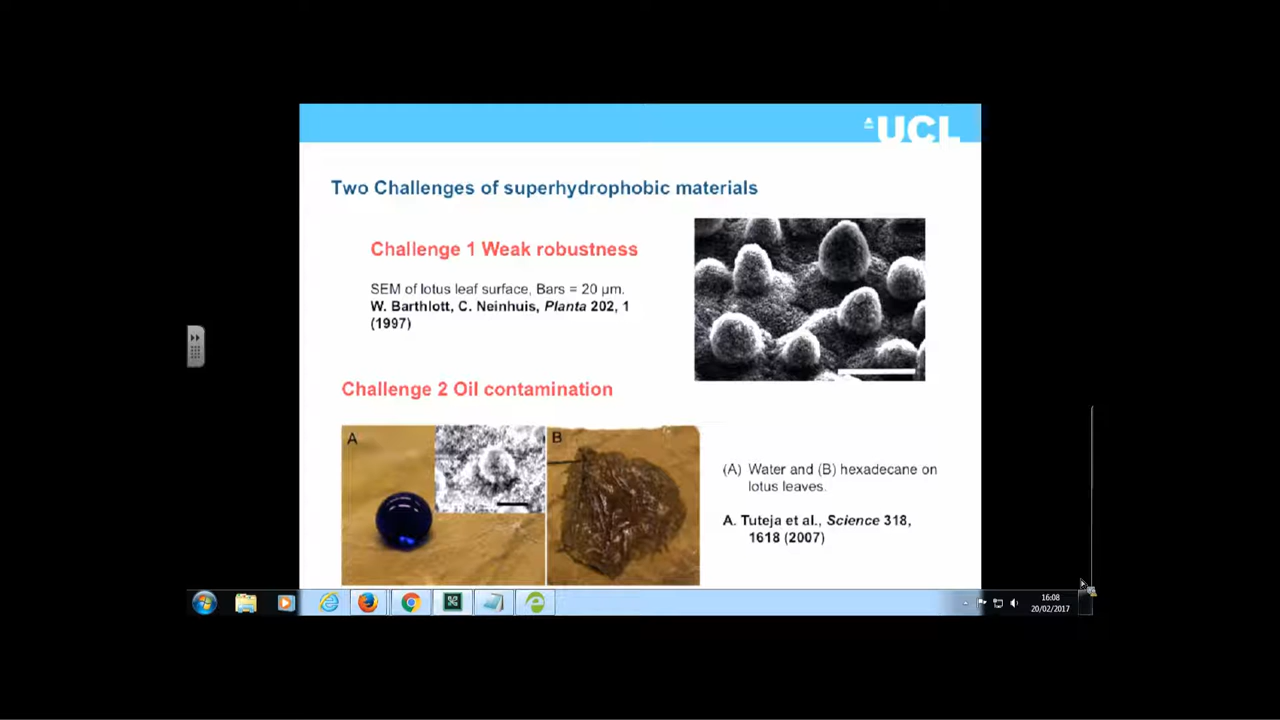 UCL
Two Challenges of superhydrophobic materials
Challenge 1 Weak robustness
SEM of lotus leaf surface, Bars = 20 µm.
W. Barthlott, C. Neinhuis, Planta 202, 1
(1997)
Challenge 2 Oil contamination
A
B
(A) Water and (B) hexadecane on
lotus leaves.
A. Tuteja et al., Science 318,
1618 (2007)
16:08
20/02/2017